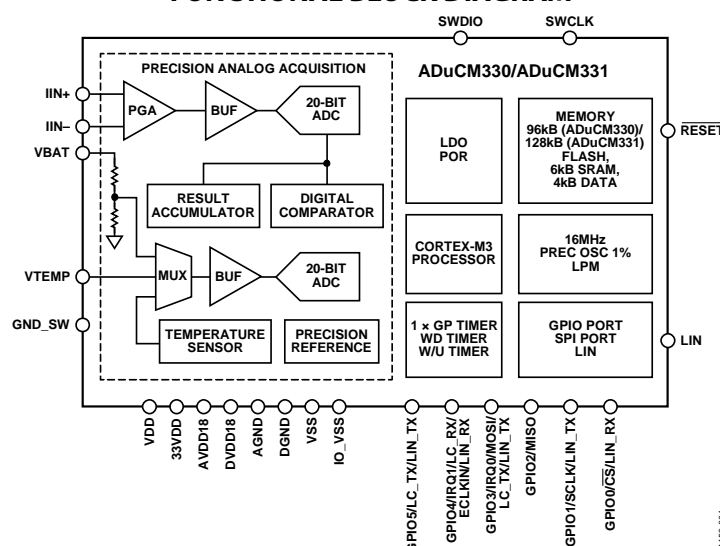 FUNCTIONAL BLOCK DIAGRAM
SWDIO
SWCLK
PRECISION ANALOG ACQUISITION
ADuCM330/ADuCM331
IIN+
IIN–
VBAT
VTEMP
GND_SW
PGA
BUF
20-BIT
ADC
RESULT
ACCUMULATOR
DIGITAL
COMPARATOR
MUX
BUF
20-BIT
ADC
TEMPERATURE
SENSOR
PRECISION
REFERENCE
LDO
POR
MEMORY
96kB (ADuCM330)/
128kB (ADuCM331)
FLASH,
6kB SRAM,
4kB DATA
CORTEX-M3
PROCESSOR
16MHz
PREC OSC 1%
LPM
1 × GP TIMER
WD TIMER
W/U TIMER
GPIO PORT
SPI PORT
LIN
RESET
LIN
VDD
33VDD
AVDD18
DVDD18
AGND
DGND
VSS
IO_VSS
GPIO5/LC_TX/LIN_TX
GPIO4/IRQ1/LC_RX/
ECLKIN/LIN_RX
GPIO3/IRQ0/MOSI/
LC_TX/LIN_TX
GPIO2/MISO
GPIO1/SCLK/LIN_TX
GPIO0/CS/LIN_RX